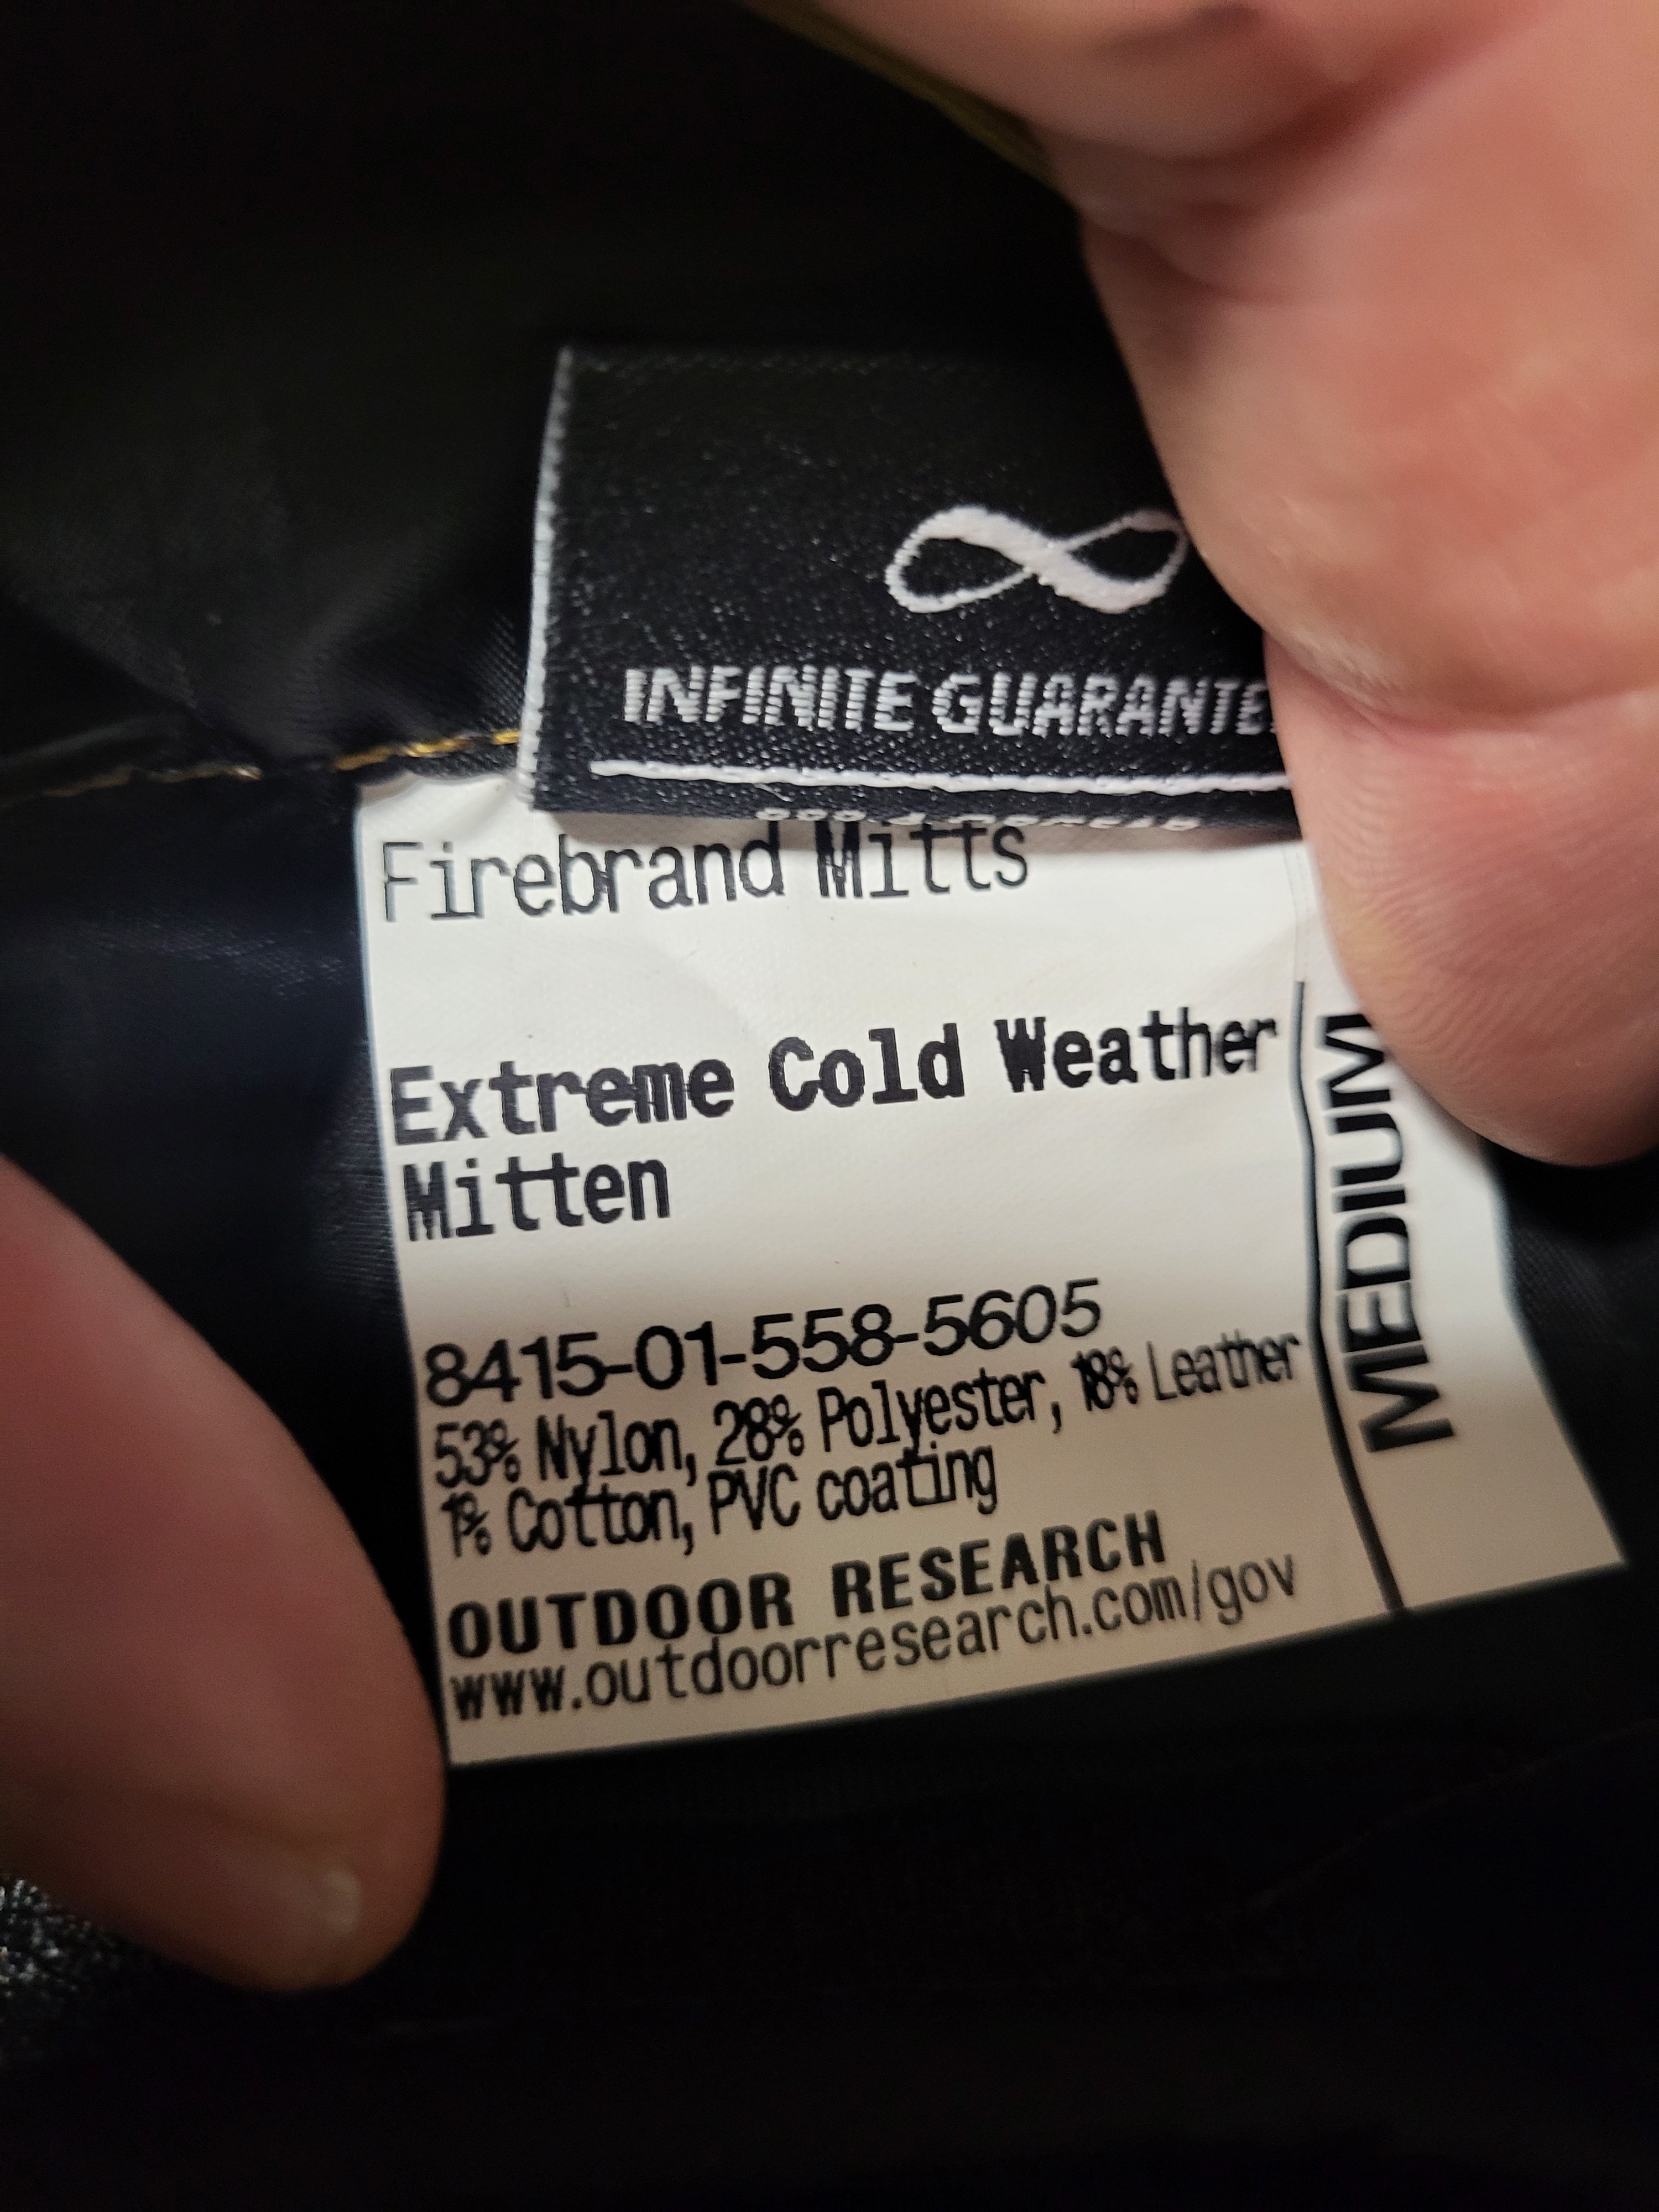 INFINITE GUARANTE
Firebrand Mitts
Extreme Cold Weather
Mitten
8415-01-558-5605
53% Nylon, 28% Polyester, 18% Leather
1% Cotton, PVC coating
OUTDOOR RESEARCH
www.outdoorresearch.com/gov
MEDIUM